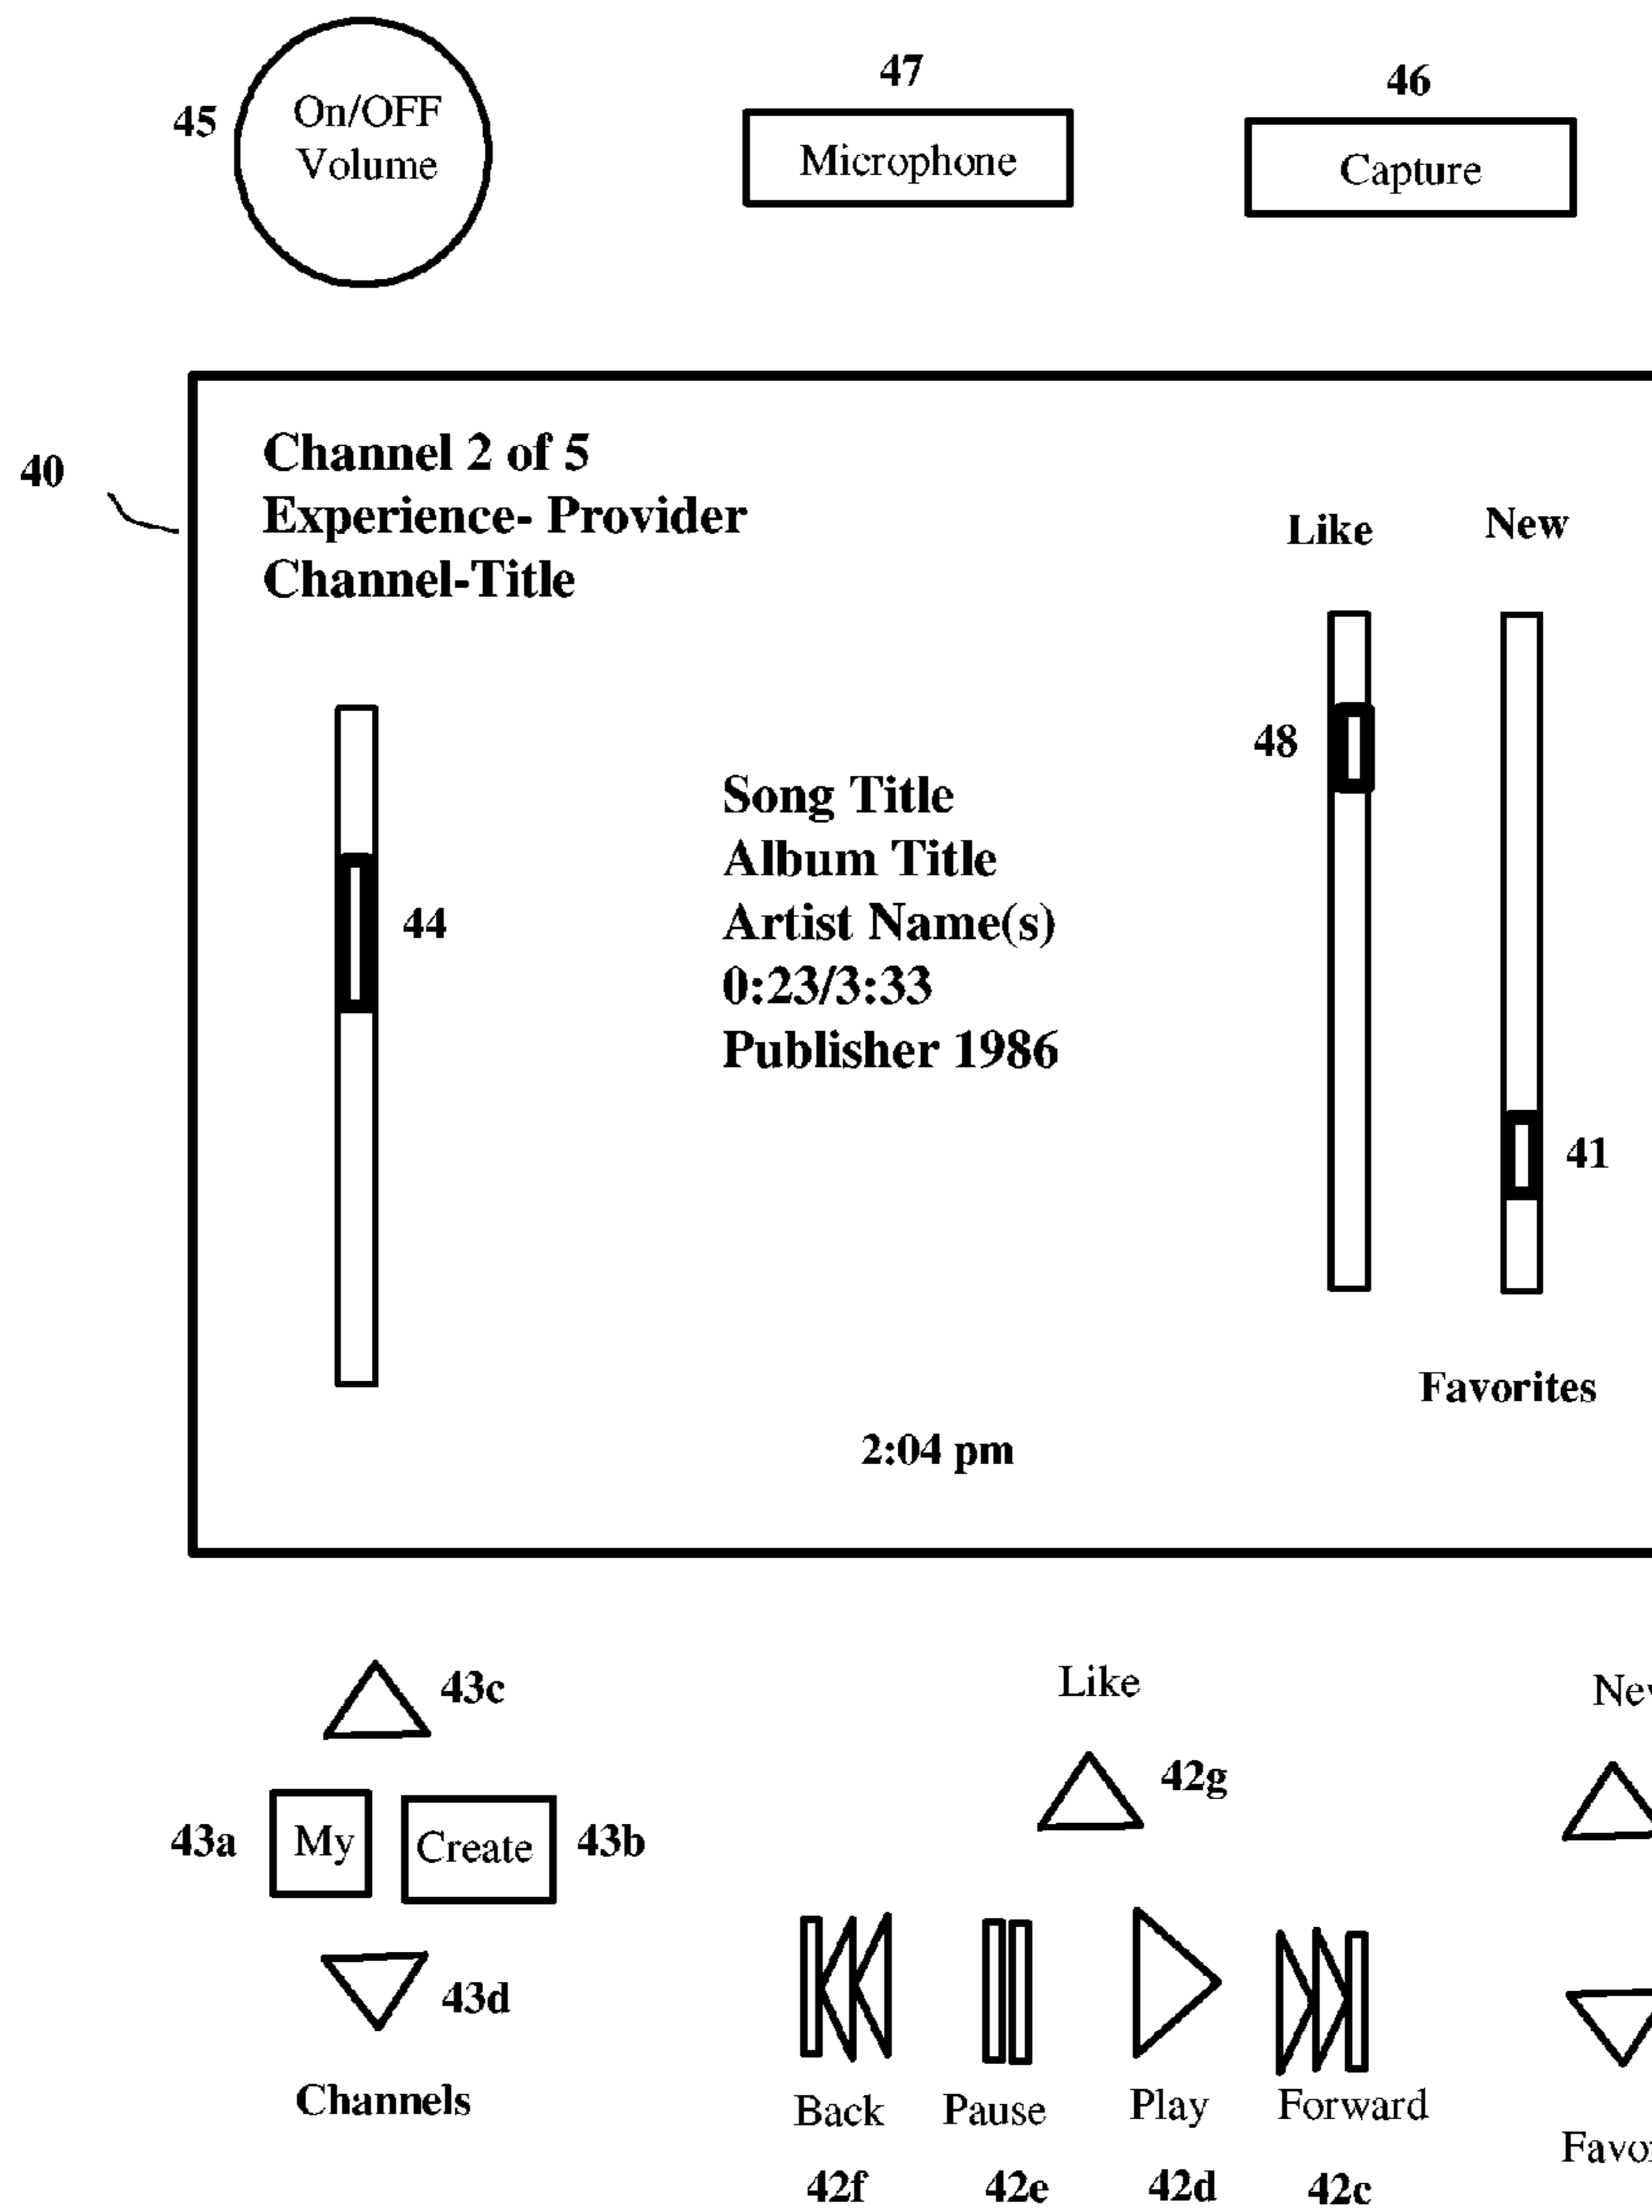 47
46
45
On/OFF
Volume
Microphone
Capture
40
Channel 2 of 5
Experience- Provider
Channel-Title
Like
New
48
44
Song Title
Album Title
Artist Name(s)
0:23/3:33
Publisher 1986
41
Favorites
2:04 pm
43c
Like
42g
43a
My
Create
43b
43d
Channels
Back
Pause
Play
Forward
42f
42e
42d
42c